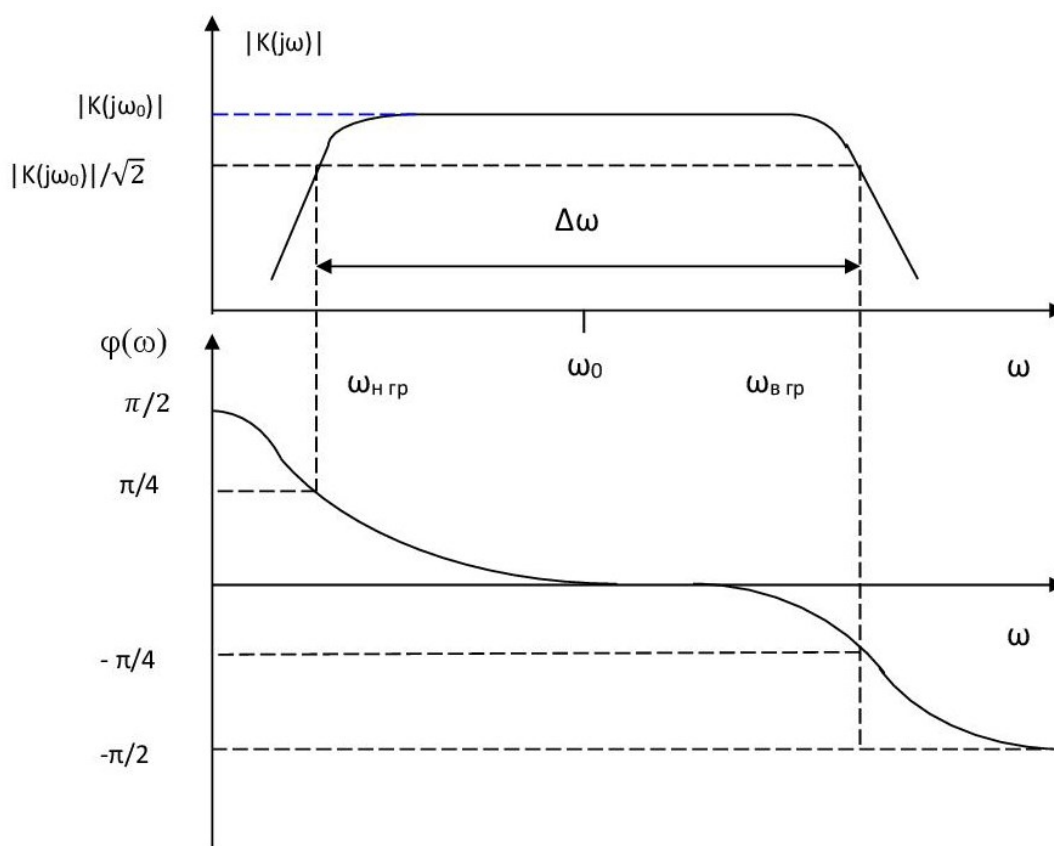 |K(jω)|
|K(jω₀)|
|K(jω₀)|/√2
Δω
φ(ω)
ω₀
ω
ωн гр
ωв гр
π/2
π/4
ω
- π/4
-π/2